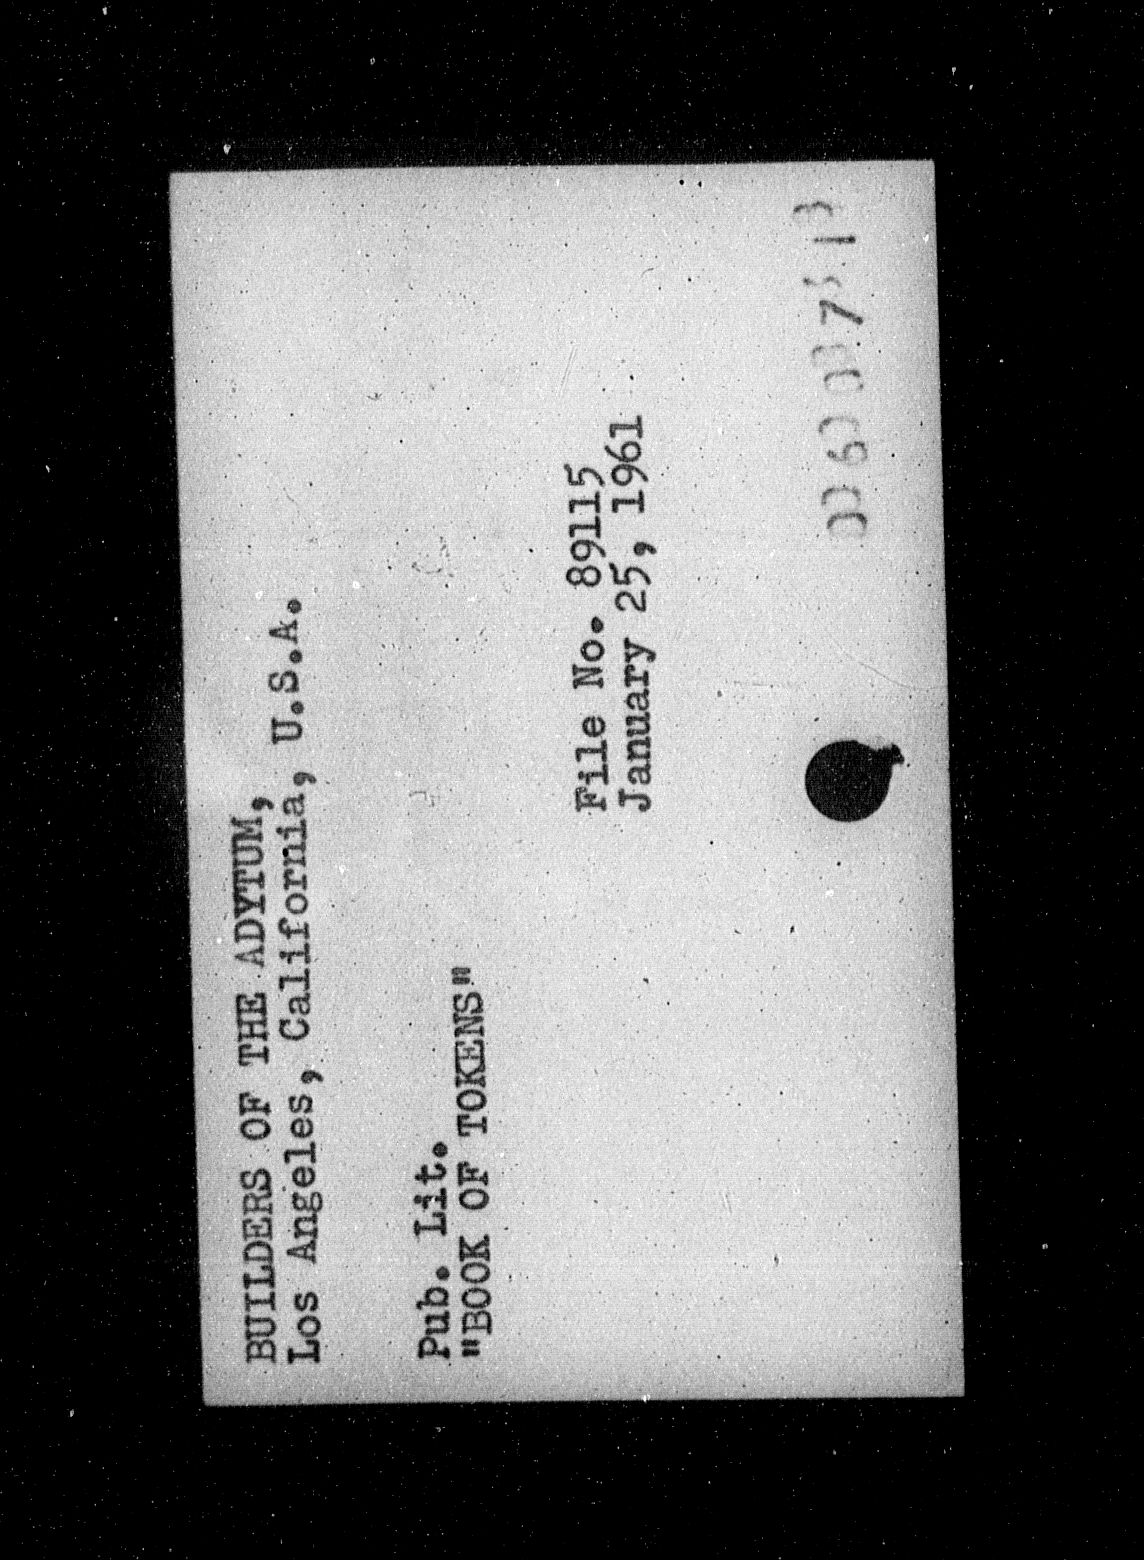 BUILDERS OF THE ADYTUM,
Los Angeles, California, U.S.A.
Pub. Lit.
"BOOK OF TOKENS"
File No. 89115
January 25, 1961